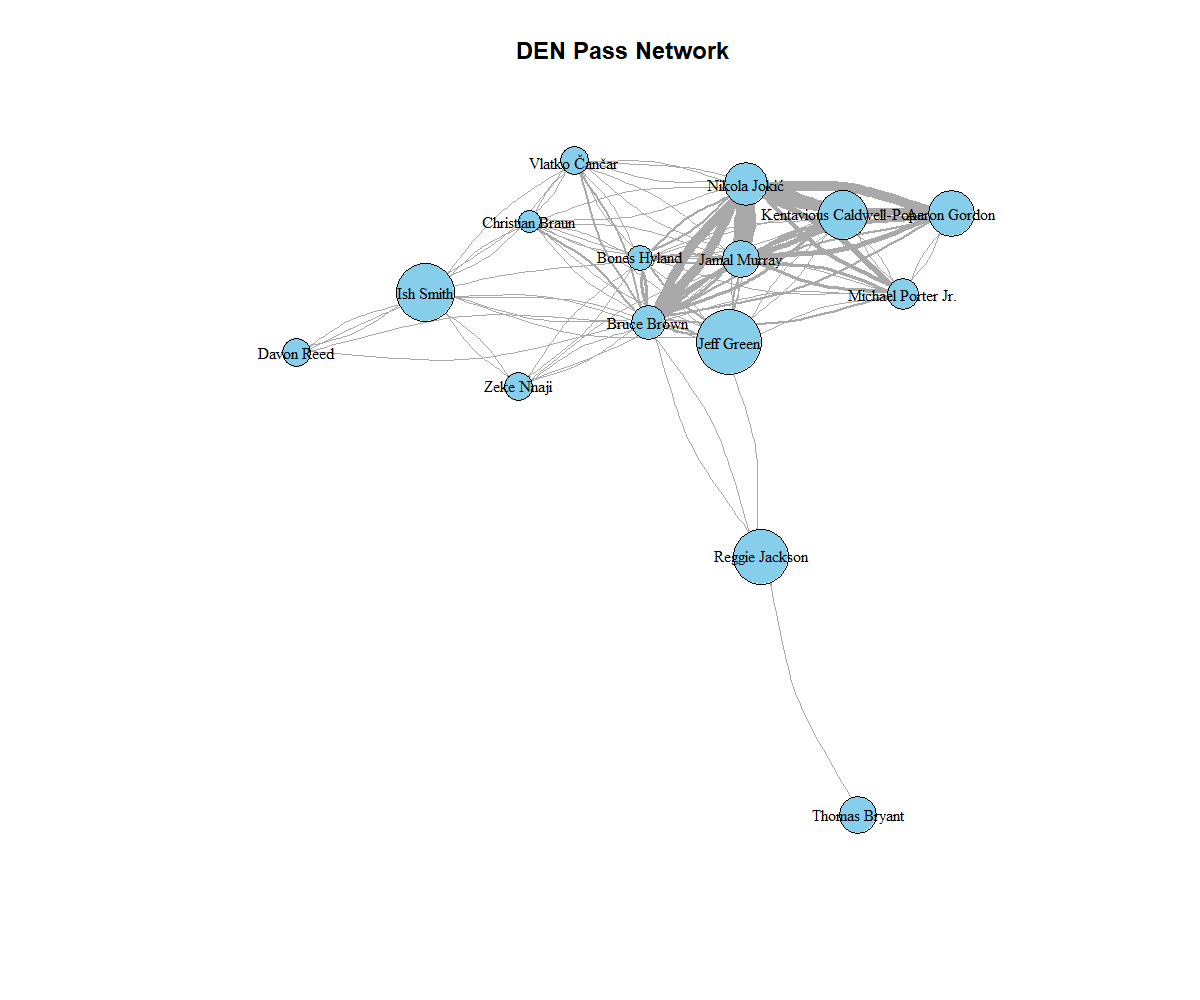 DEN Pass Network
Vlatko Čančar
Nikola Jokić
Kentavious Caldwell-Pope
Aaron Gordon
Christian Braun
Bones Hyland
Jamal Murray
Ish Smith
Michael Porter Jr.
Bruce Brown
Jeff Green
Davon Reed
Zeke Nnaji
Reggie Jackson
Thomas Bryant